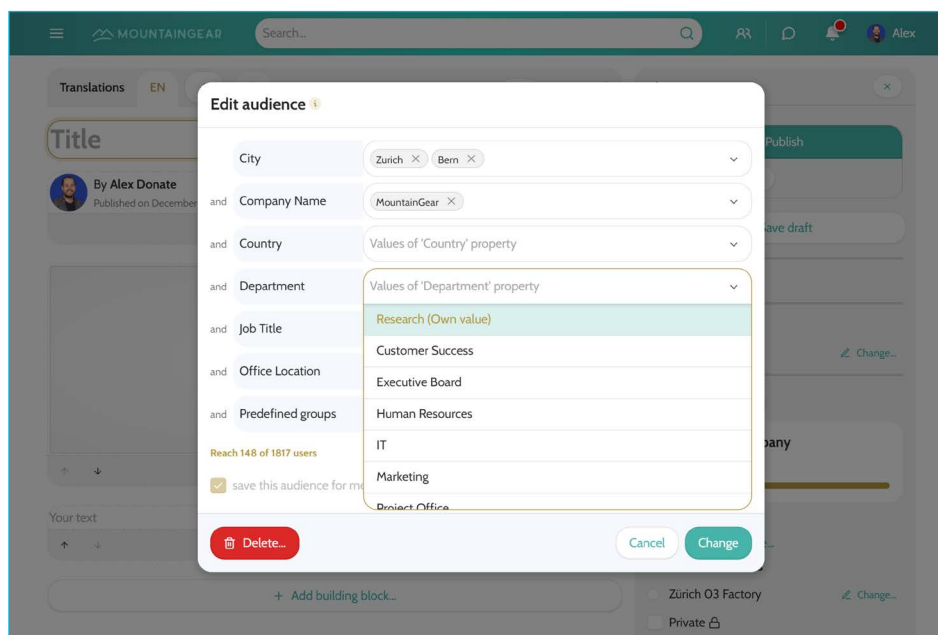 MOUNTAINGEAR
Search...
Alex
Translations EN
Edit audience
Title
Publish
City Zurich Bern
By Alex Donate
and Company Name MountainGear
Published on December
ave draft
and Country Values of 'Country' property
and Department Values of 'Department' property
Research (Own value)
and Job Title
Customer Success
Change...
and Office Location
Executive Board
and Predefined groups
Human Resources
IT
Reach 148 of 1817 users
Marketing
save this audience for me
Project Office
Your text
Delete...
Cancel
Change
Add building block...
Zürich 03 Factory
Change...
Private